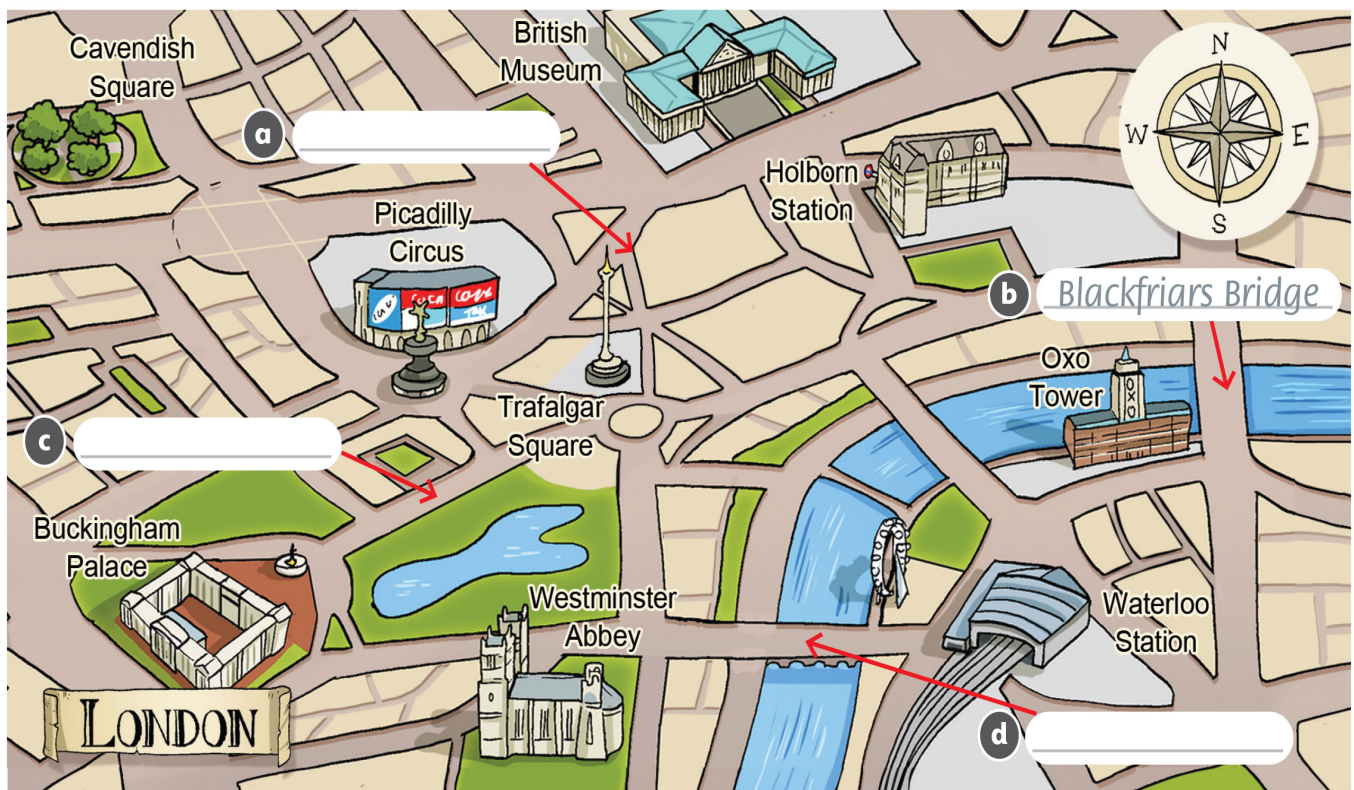 Cavendish
Square
British
Museum
N
W
E
S
a
Holborn
Station
Picadilly
Circus
b Blackfriars Bridge
Oxo
Tower
OXO
Trafalgar
Square
c
Buckingham
Palace
Westminster
Abbey
Waterloo
Station
LONDON
d